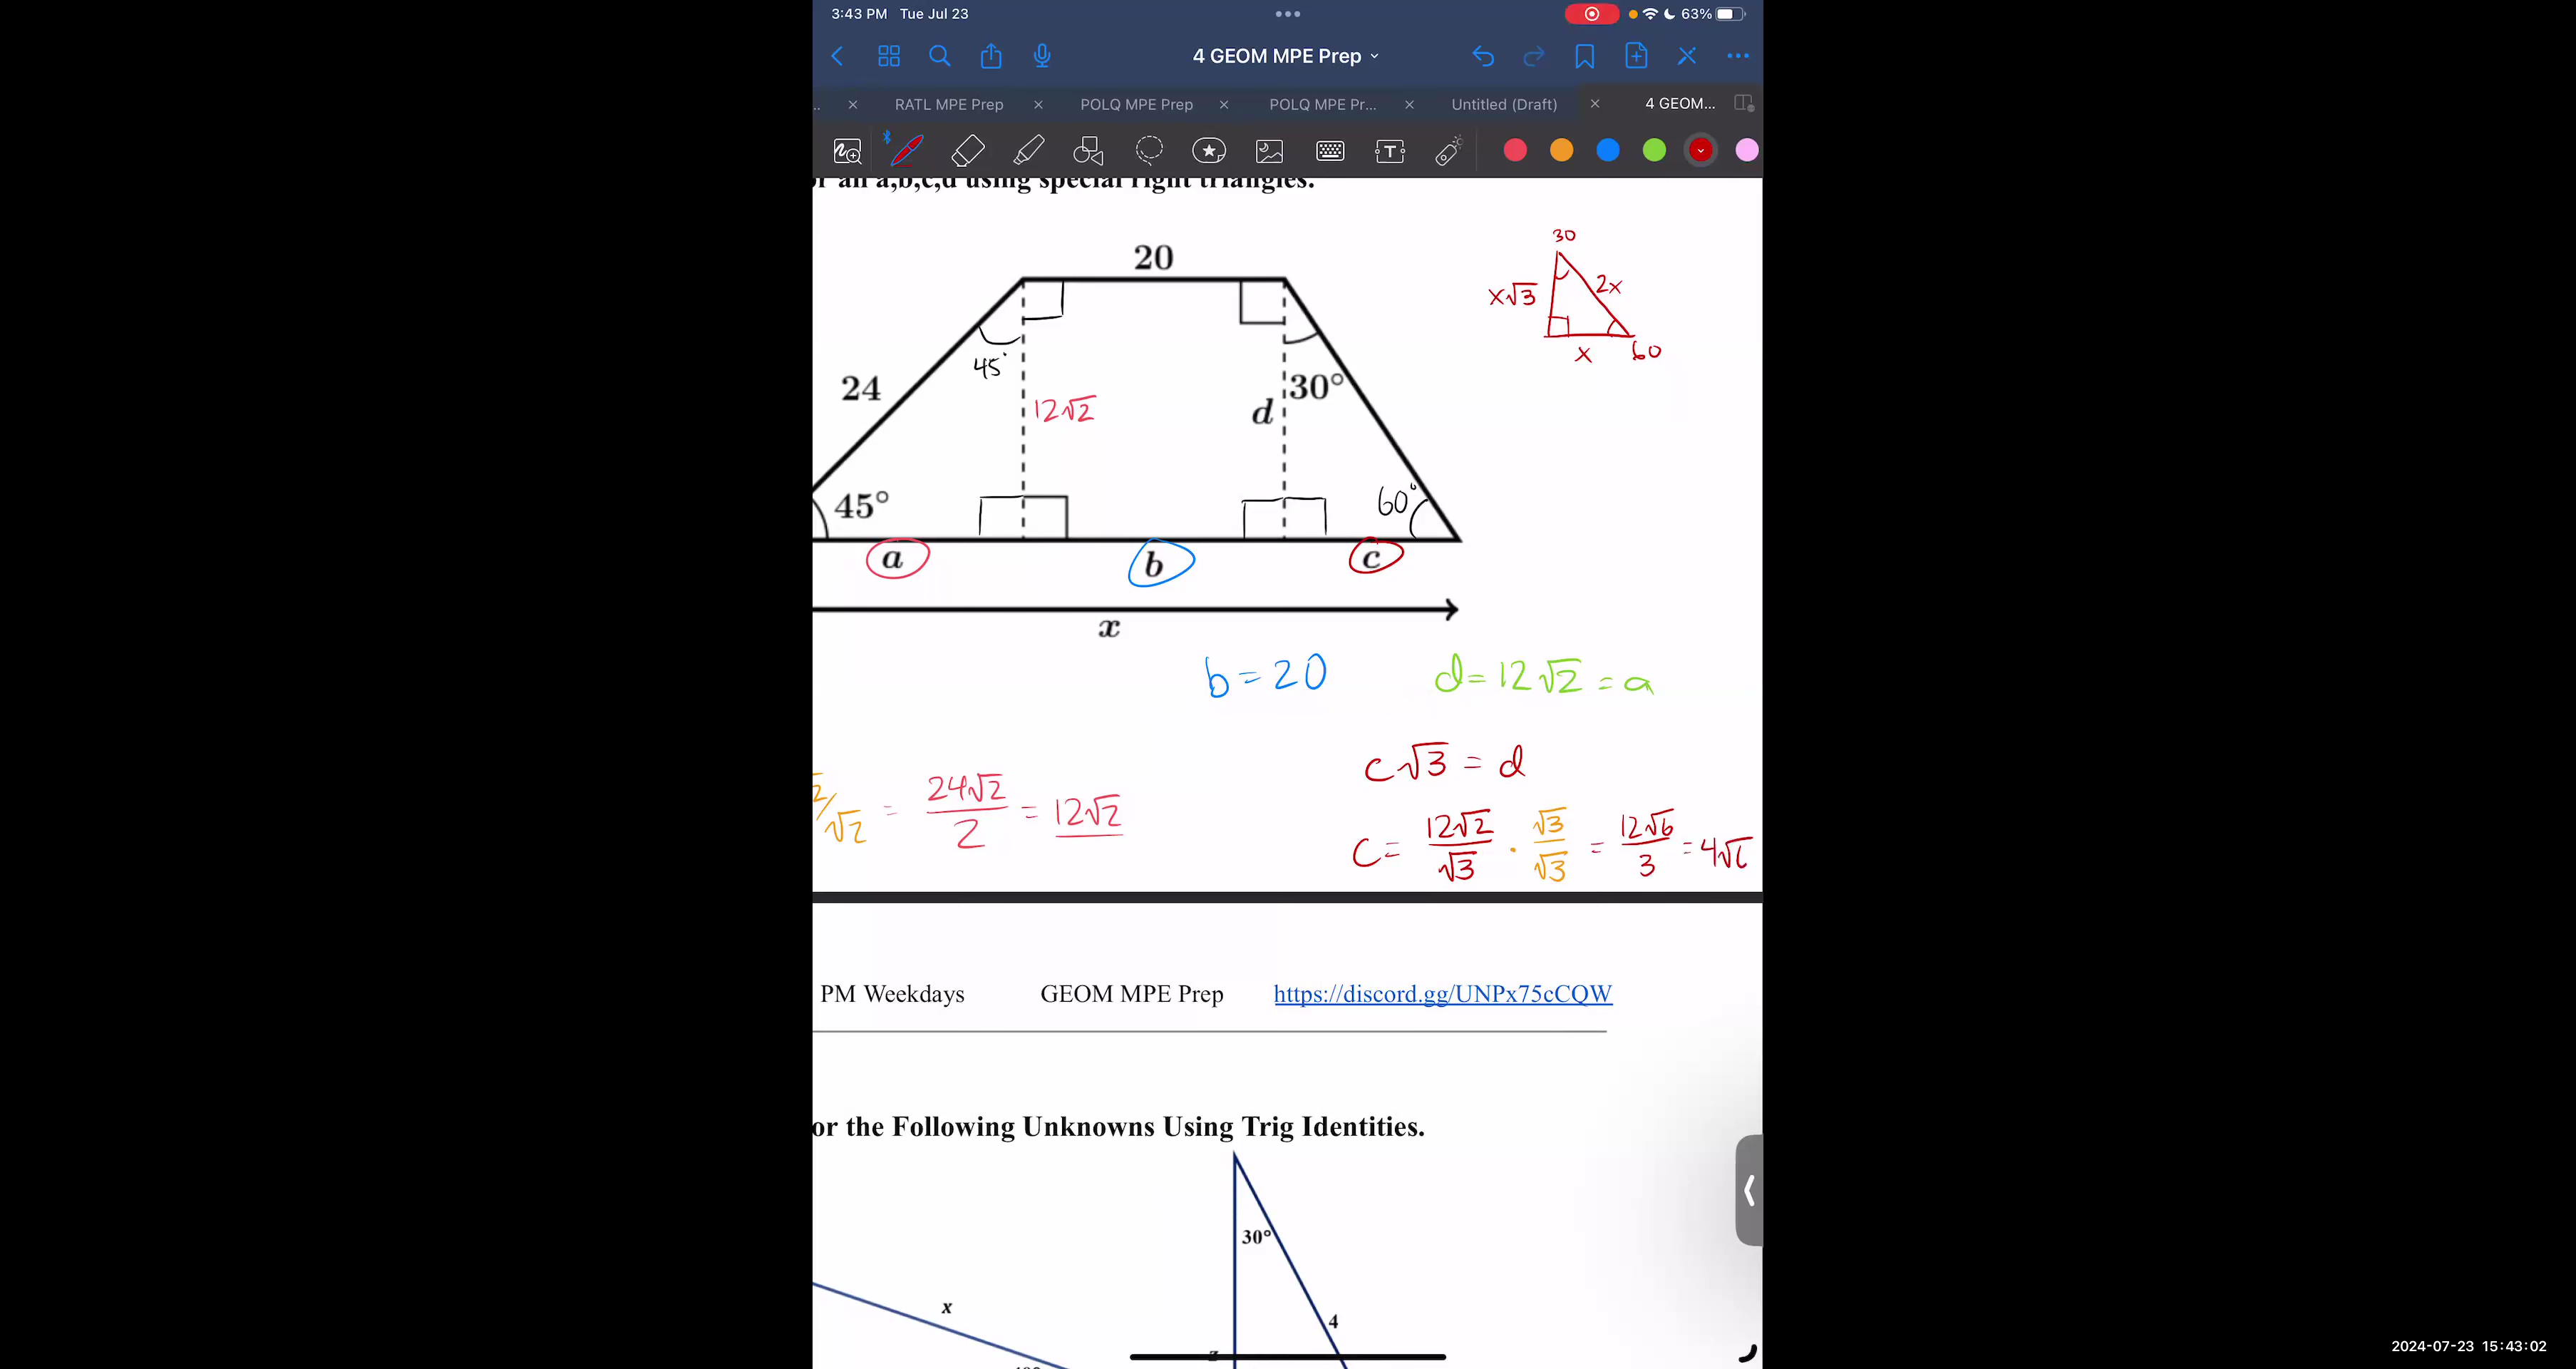 3:43 PM Tue Jul 23
63%
4 GEOM MPE Prep
.. RATL MPE Prep POLQ MPE Prep POLQ MPE Pr... Untitled (Draft) 4 GEOM...
all a,b,c,d using special right triangles.
20
30
x√3 2x
x 60
24
45°
12√2
d
30°
45°
60°
a b c
x
b = 20
d = 12√2 = a
c√3 = d
2/√2 = 24√2/2 = 12√2
c = 12√2/√3 · √3/√3 = 12√6/3 = 4√6
PM Weekdays GEOM MPE Prep https://discord.gg/UNPx75cCQW
or the Following Unknowns Using Trig Identities.
30°
x
4
2024-07-23 15:43:02